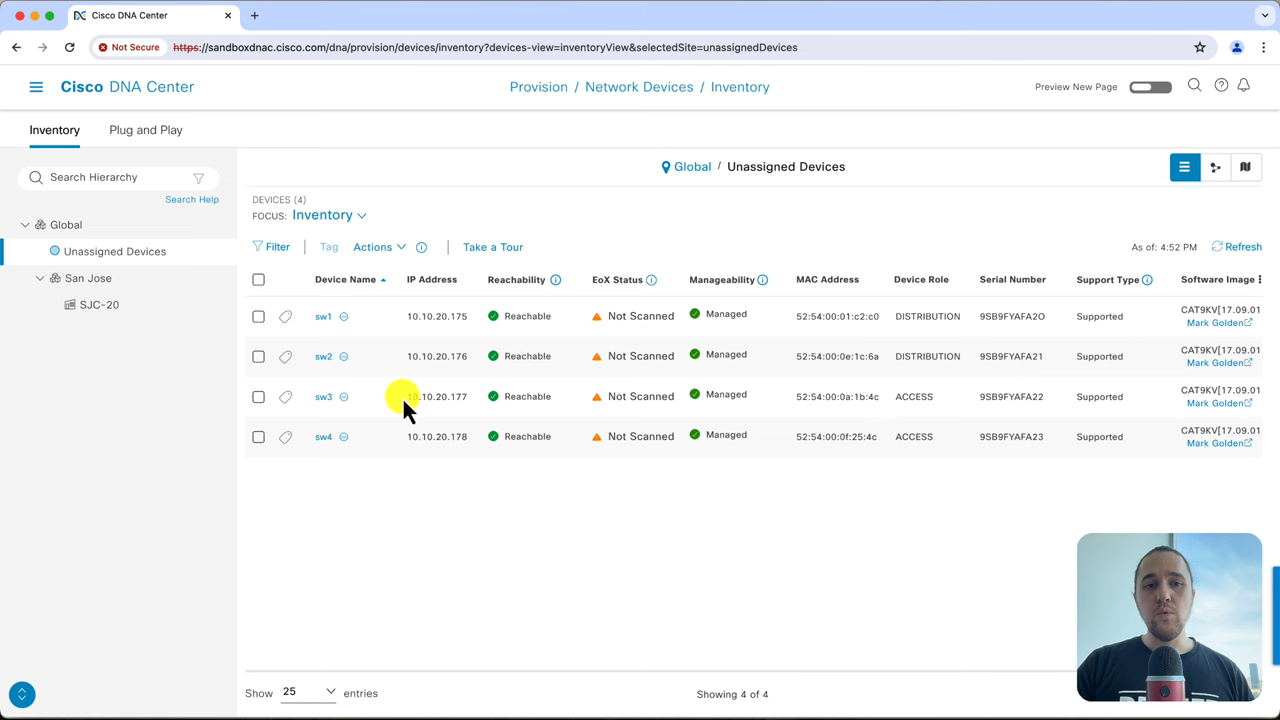 Cisco DNA Center
Not Secure https://sandboxdnac.cisco.com/dna/provision/devices/inventory?devices-view=inventoryView&selectedSite=unassignedDevices
Cisco DNA Center
Provision / Network Devices / Inventory
Preview New Page
Inventory
Plug and Play
Search Hierarchy
Search Help
Global
Unassigned Devices
San Jose
SJC-20
Global / Unassigned Devices
DEVICES (4)
FOCUS: Inventory
Filter Tag Actions Take a Tour As of: 4:52 PM Refresh
Device Name IP Address Reachability EoX Status Manageability MAC Address Device Role Serial Number Support Type Software Image
sw1 10.10.20.175 Reachable Not Scanned Managed 52:54:00:01:c2:c0 DISTRIBUTION 9SB9FYAFA2O Supported CAT9KV[17.09.01
Mark Golden
sw2 10.10.20.176 Reachable Not Scanned Managed 52:54:00:0e:1c:6a DISTRIBUTION 9SB9FYAFA21 Supported CAT9KV[17.09.01
Mark Golden
sw3 10.10.20.177 Reachable Not Scanned Managed 52:54:00:0a:1b:4c ACCESS 9SB9FYAFA22 Supported CAT9KV[17.09.01
Mark Golden
sw4 10.10.20.178 Reachable Not Scanned Managed 52:54:00:0f:25:4c ACCESS 9SB9FYAFA23 Supported CAT9KV[17.09.01
Mark Golden
Show 25 entries
Showing 4 of 4